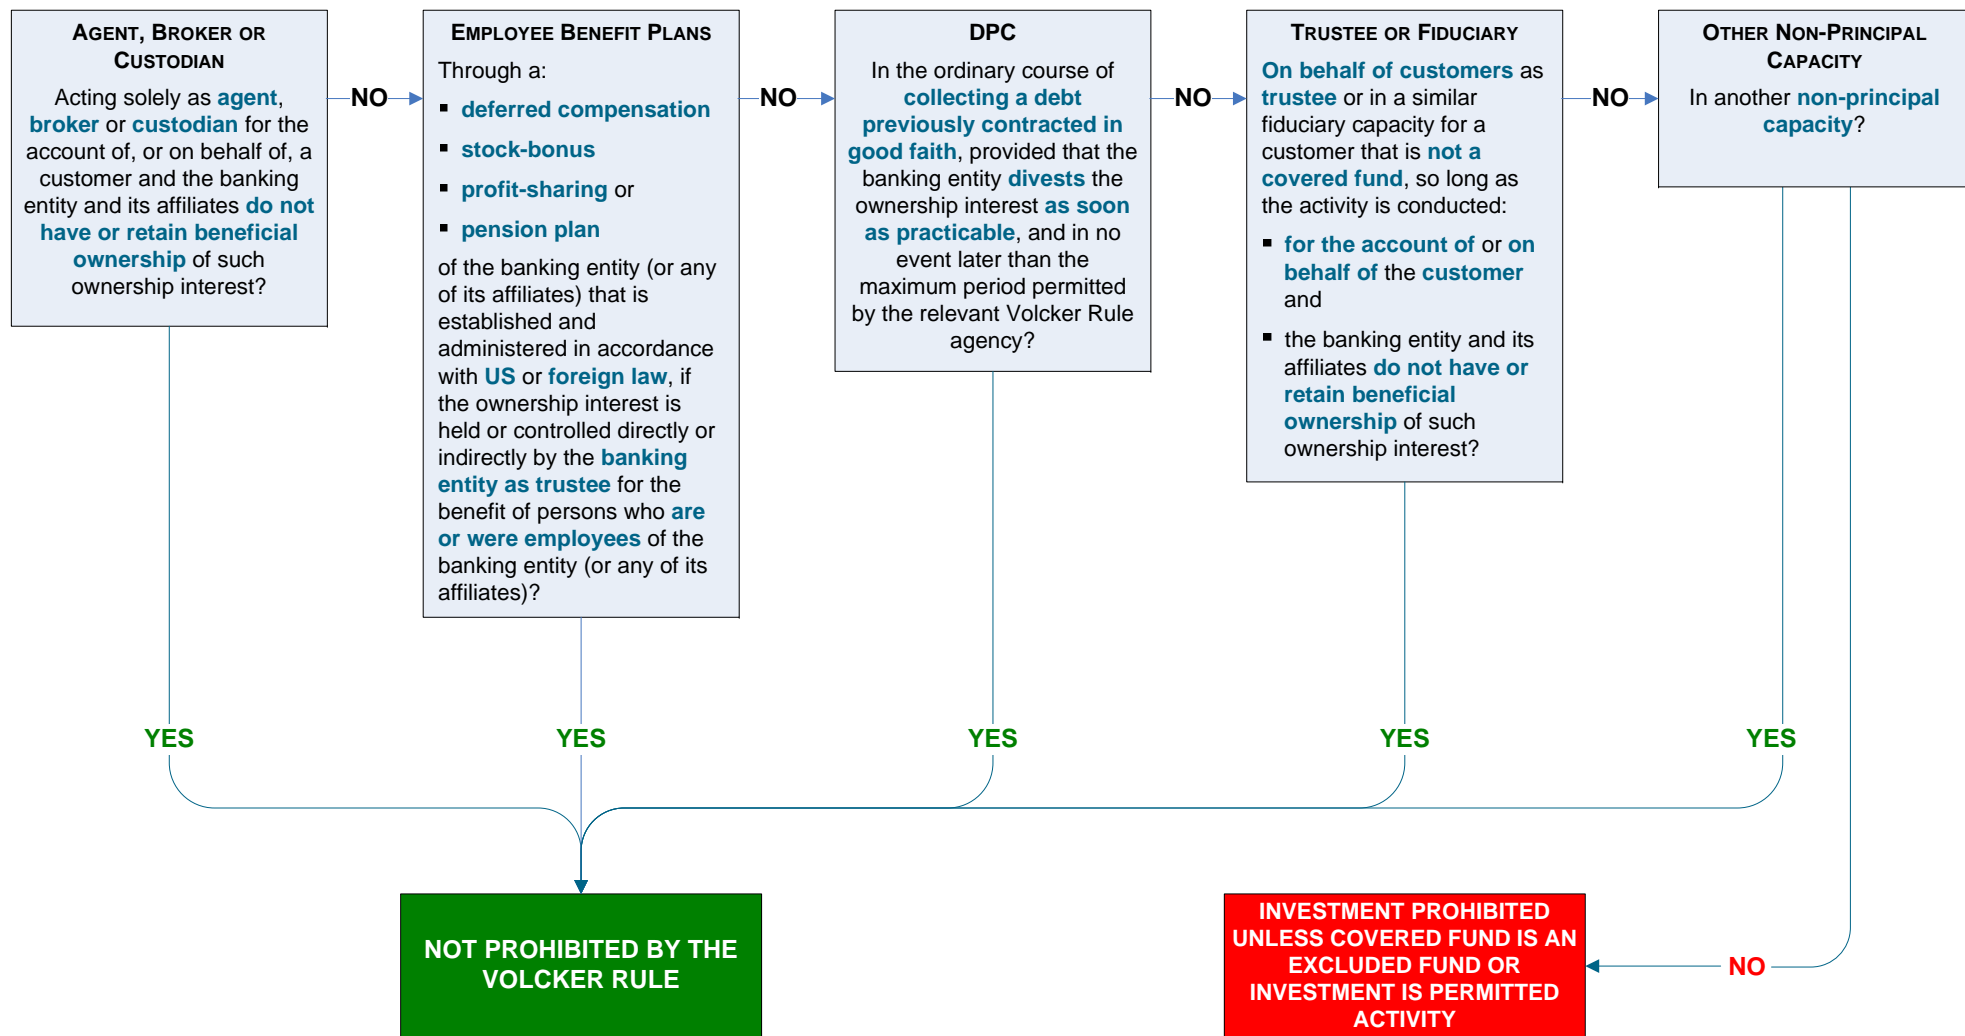 AGENT, BROKER OR
CUSTODIAN
Acting solely as agent,
broker or custodian for the
account of, or on behalf of, a
customer and the banking
entity and its affiliates do not
have or retain beneficial
ownership of such
ownership interest?
NO
EMPLOYEE BENEFIT PLANS
Through a:
▪ deferred compensation
▪ stock-bonus
▪ profit-sharing or
▪ pension plan
of the banking entity (or any
of its affiliates) that is
established and
administered in accordance
with US or foreign law, if
the ownership interest is
held or controlled directly or
indirectly by the banking
entity as trustee for the
benefit of persons who are
or were employees of the
banking entity (or any of its
affiliates)?
NO
DPC
In the ordinary course of
collecting a debt
previously contracted in
good faith, provided that the
banking entity divests the
ownership interest as soon
as practicable, and in no
event later than the
maximum period permitted
by the relevant Volcker Rule
agency?
NO
TRUSTEE OR FIDUCIARY
On behalf of customers as
trustee or in a similar
fiduciary capacity for a
customer that is not a
covered fund, so long as
the activity is conducted:
▪ for the account of or on
behalf of the customer
and
▪ the banking entity and its
affiliates do not have or
retain beneficial
ownership of such
ownership interest?
NO
OTHER NON-PRINCIPAL
CAPACITY
In another non-principal
capacity?
YES
YES
YES
YES
YES
NOT PROHIBITED BY THE
VOLCKER RULE
INVESTMENT PROHIBITED
UNLESS COVERED FUND IS AN
EXCLUDED FUND OR
INVESTMENT IS PERMITTED
ACTIVITY
NO